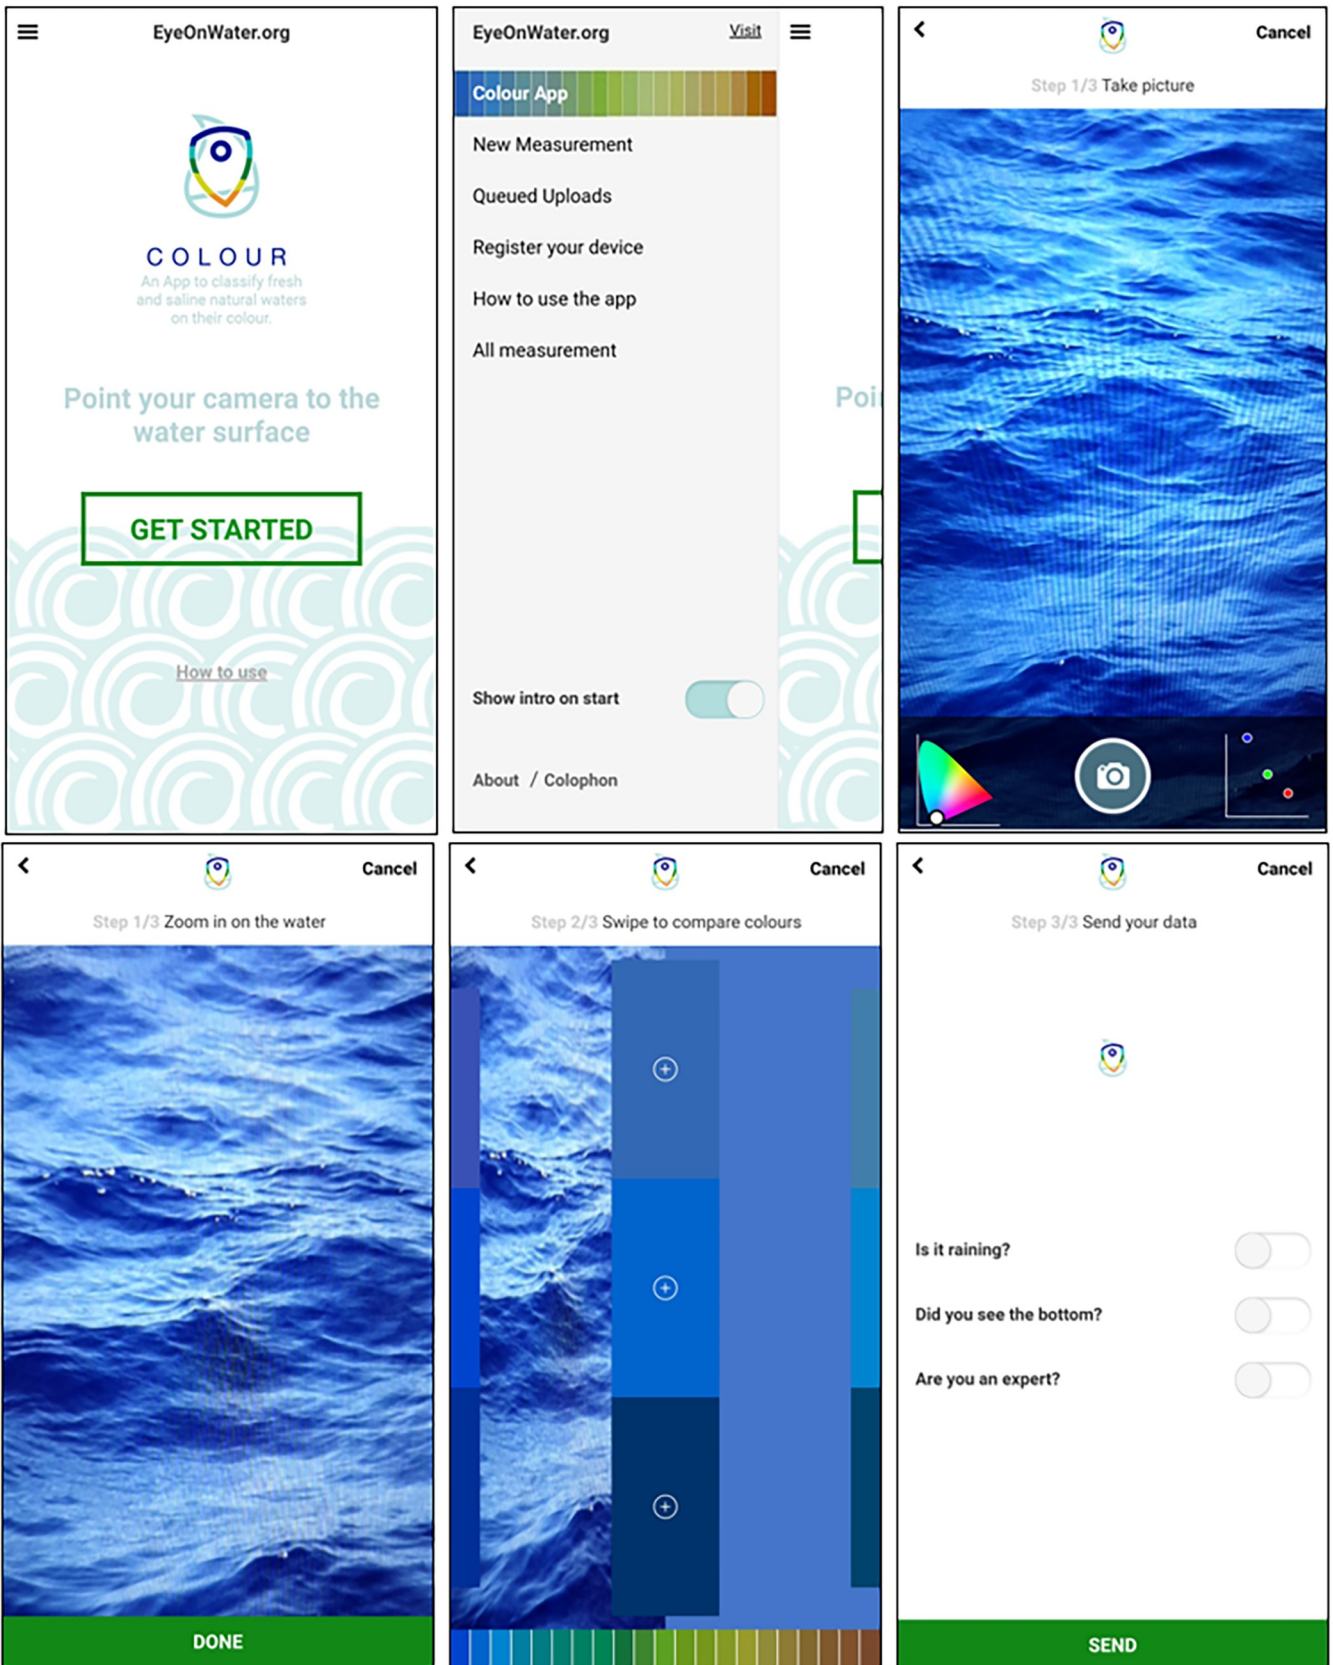 EyeOnWater.org
COLOUR
An App to classify fresh
and saline natural waters
on their colour.
Point your camera to the
water surface
GET STARTED
How to use
EyeOnWater.org
Visit
Colour App
New Measurement
Queued Uploads
Register your device
How to use the app
All measurement
Show intro on start
About / Colophon
Poi
Cancel
Step 1/3 Take picture
Cancel
Step 1/3 Zoom in on the water
DONE
Cancel
Step 2/3 Swipe to compare colours
Cancel
Step 3/3 Send your data
Is it raining?
Did you see the bottom?
Are you an expert?
SEND